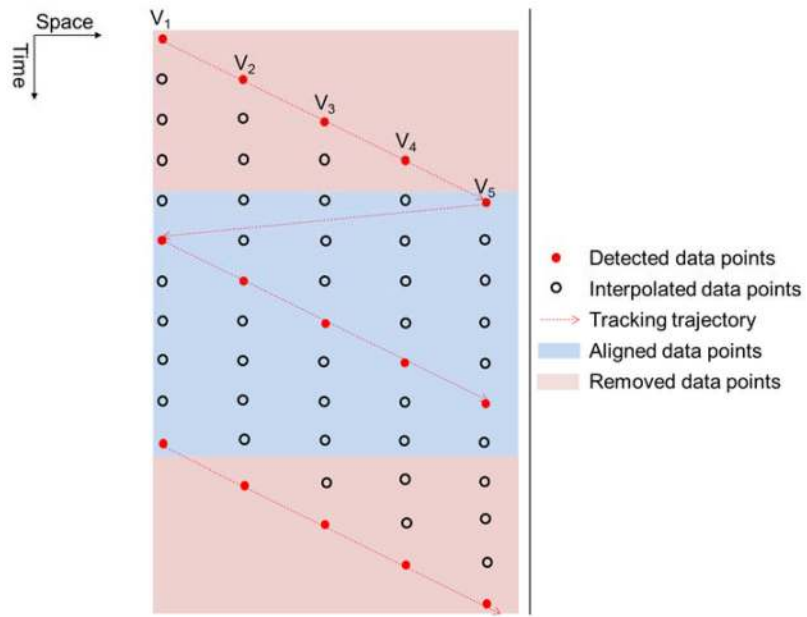 Space
Time
V₁
V₂
V₃
V₄
V₅
Detected data points
Interpolated data points
Tracking trajectory
Aligned data points
Removed data points